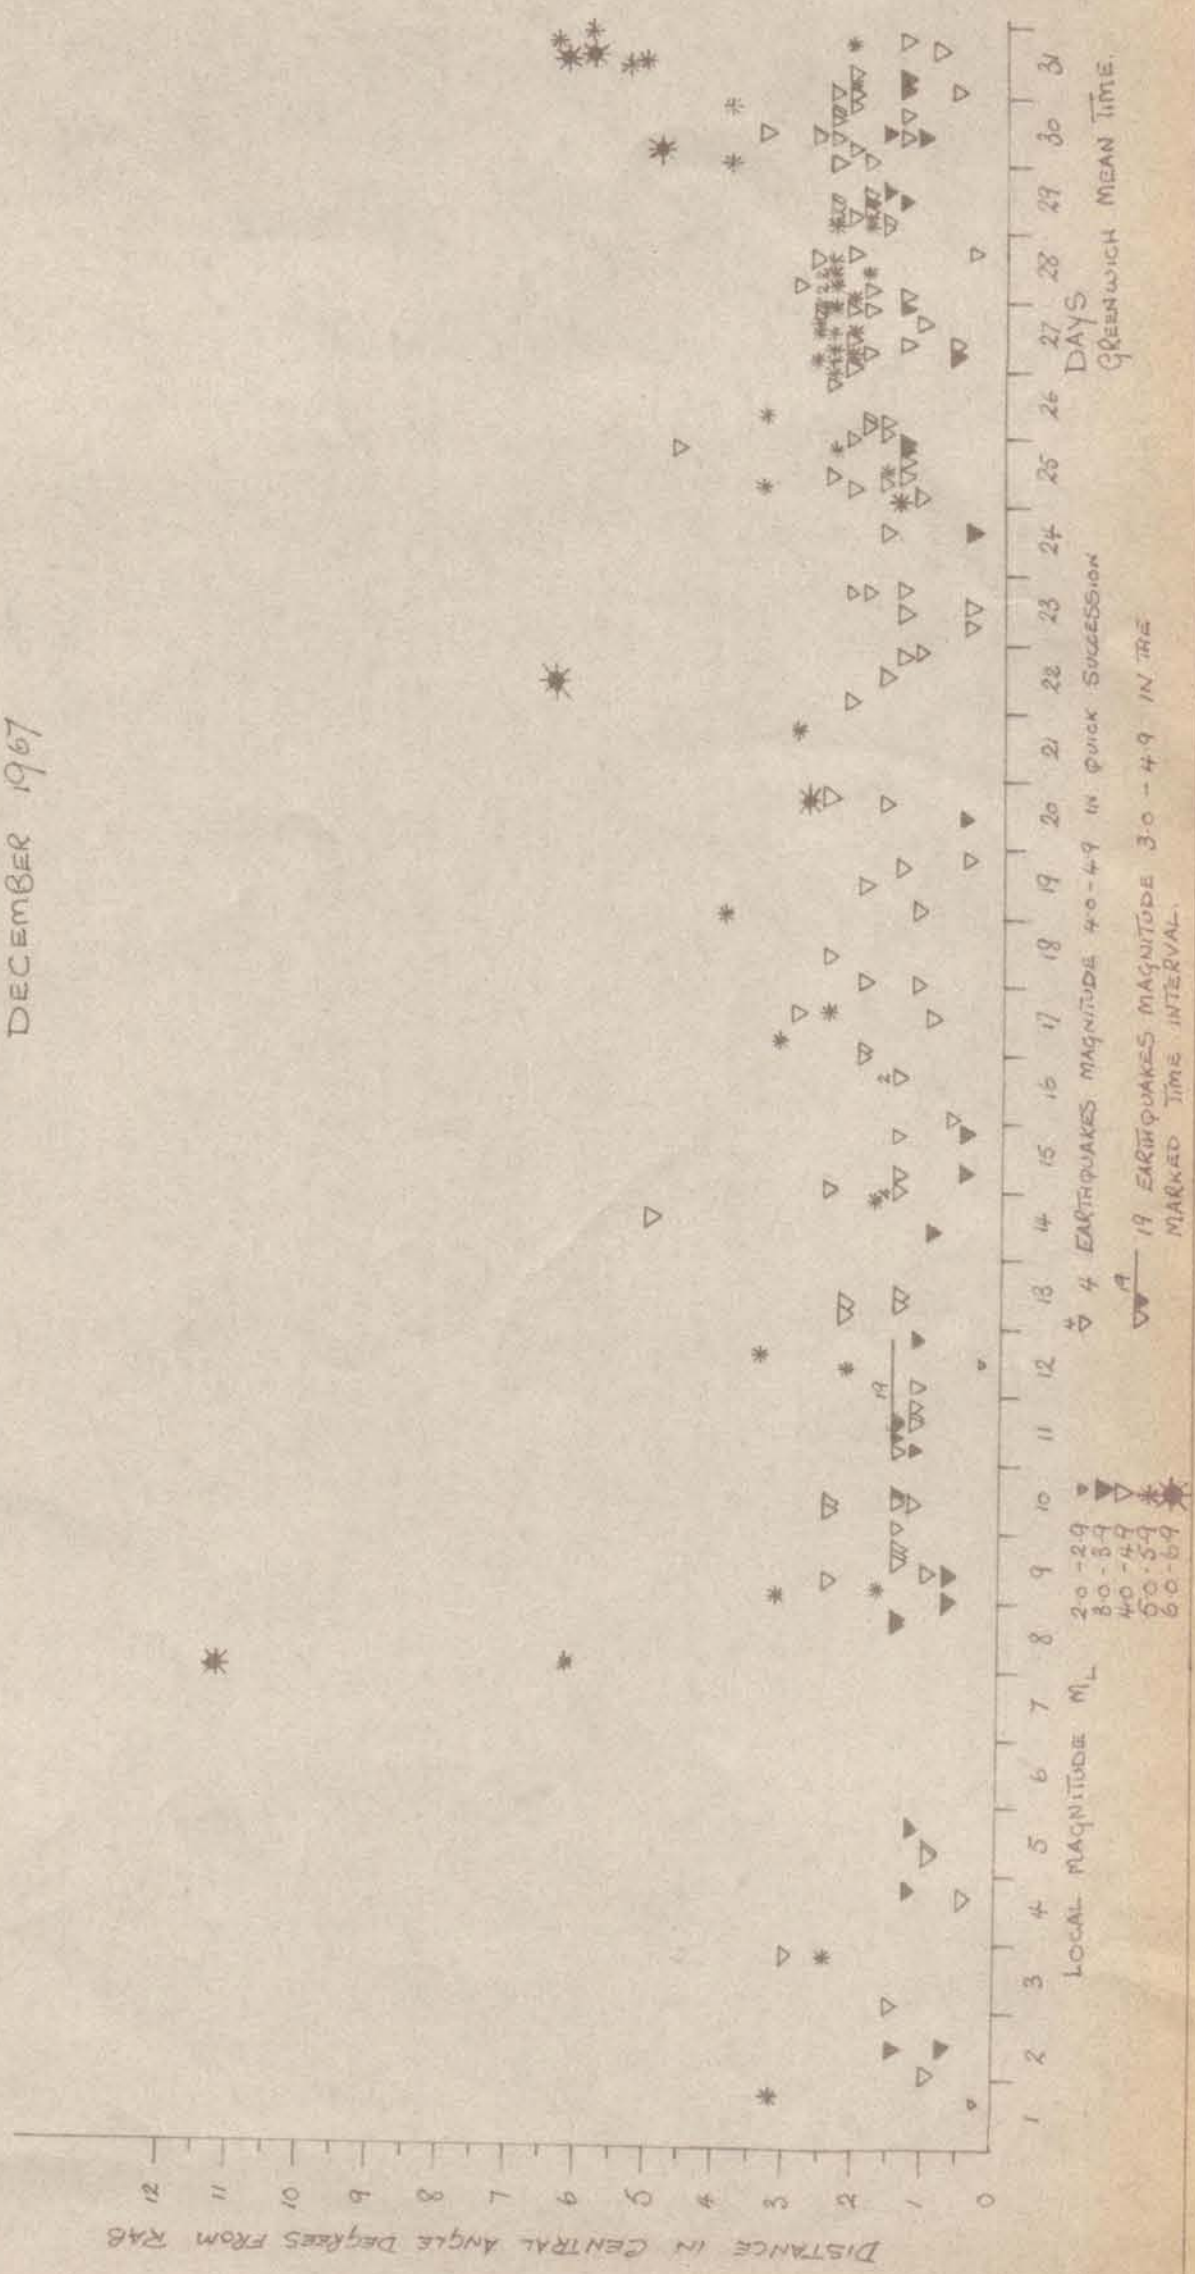 DECEMBER 1967
DISTANCE IN CENTRAL ANGLE DEGREES FROM RAB
12
11
10
9
8
7
6
5
4
3
2
1
0
19
2
1 2 3 4 5 6 7 8 9 10 11 12 13 14 15 16 17 18 19 20 21 22 23 24 25 26 27 28 29 30 31
DAYS
GREENWICH MEAN TIME.
LOCAL MAGNITUDE ML
2.0-2.9
3.0-3.9
4.0-4.9
5.0-5.9
6.0-6.9
4 EARTHQUAKES MAGNITUDE 4.0-4.9 IN QUICK SUCCESSION
19
19 EARTHQUAKES MAGNITUDE 3.0-4.9 IN THE
MARKED TIME INTERVAL.